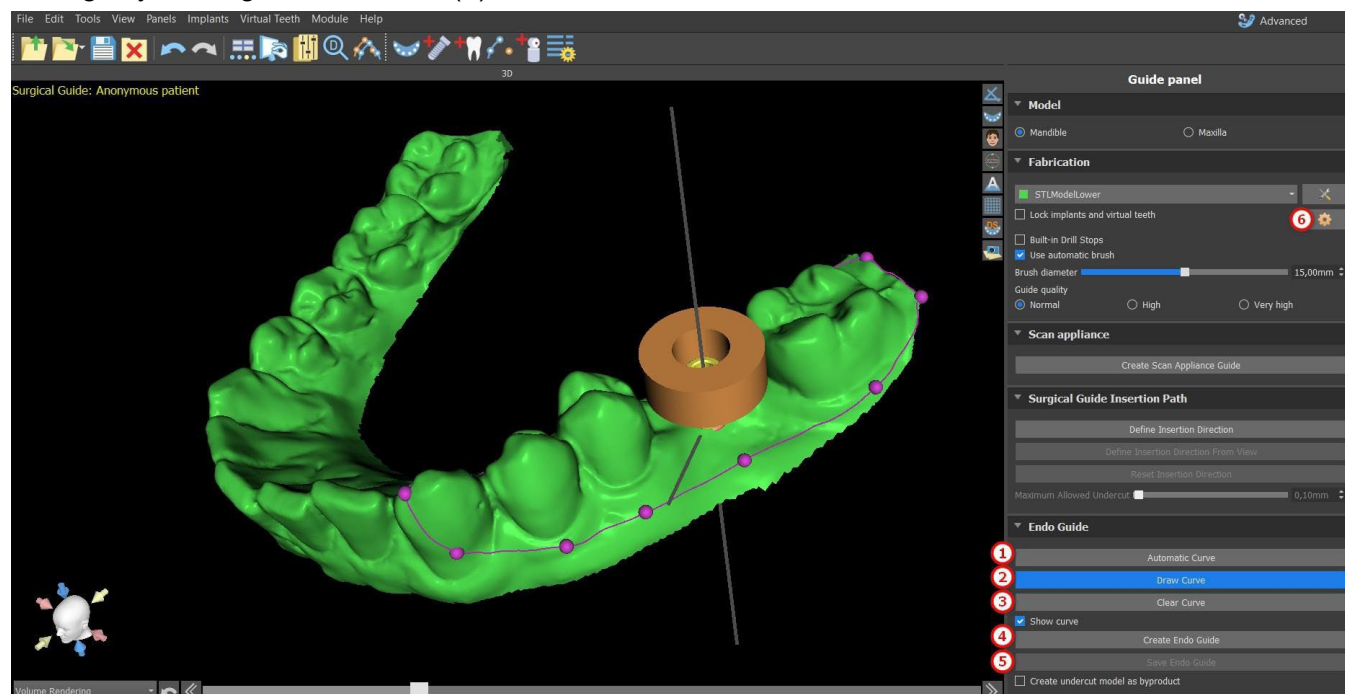 File Edit Tools View Panels Implants Virtual Teeth Module Help
Advanced
3D
Surgical Guide: Anonymous patient
Guide panel
Model
Mandible Maxilla
Fabrication
STLModelLower
Lock implants and virtual teeth
6
Built-in Drill Stops
Use automatic brush
Brush diameter 15,00mm
Guide quality
Normal High Very high
Scan appliance
Create Scan Appliance Guide
Surgical Guide Insertion Path
Define Insertion Direction
Define Insertion Direction From View
Reset Insertion Direction
Maximum Allowed Undercut 0,10mm
Endo Guide
1 Automatic Curve
2 Draw Curve
3 Clear Curve
Show curve
4 Create Endo Guide
5 Save Endo Guide
Create undercut model as byproduct
Volume Rendering